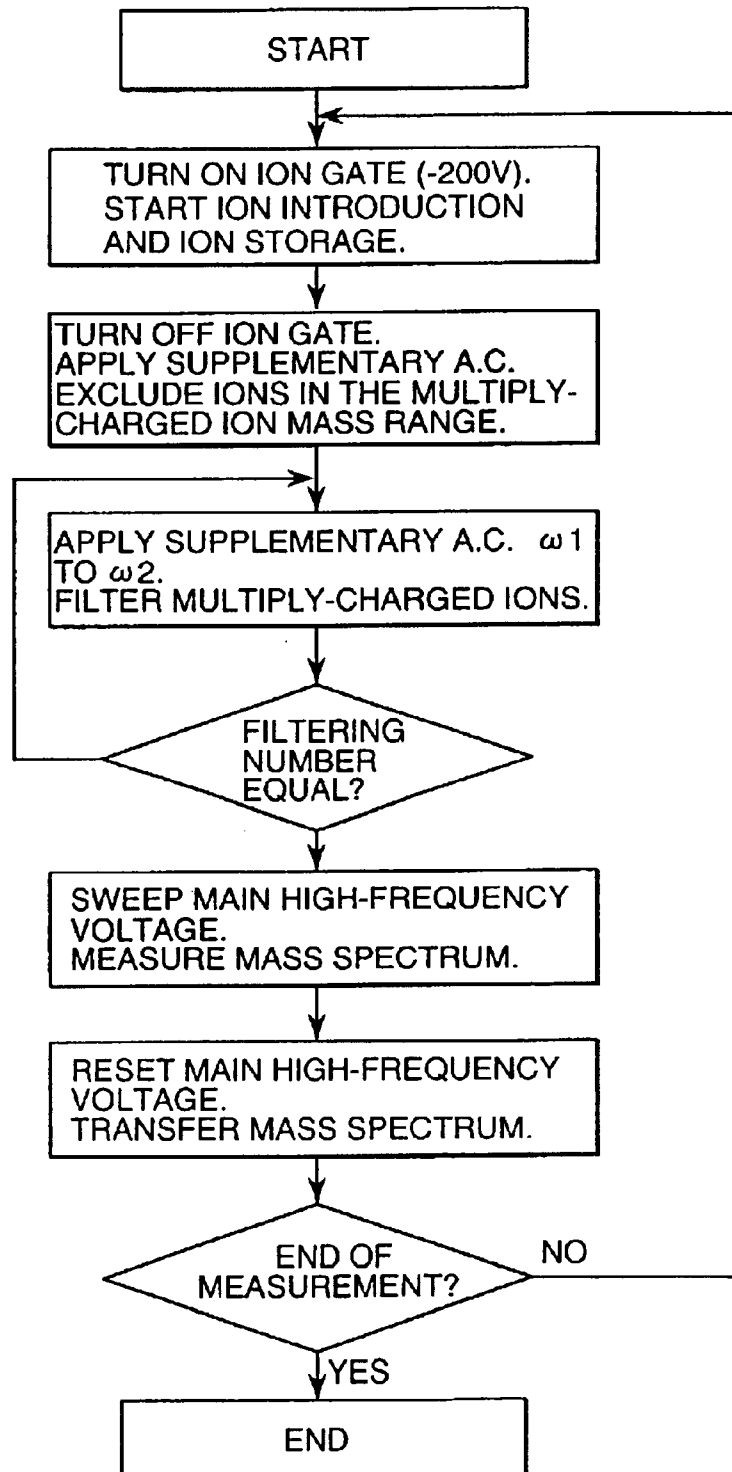 START
TURN ON ION GATE (-200V).
START ION INTRODUCTION
AND ION STORAGE.
TURN OFF ION GATE.
APPLY SUPPLEMENTARY A.C.
EXCLUDE IONS IN THE MULTIPLY-
CHARGED ION MASS RANGE.
APPLY SUPPLEMENTARY A.C. ω1
TO ω2.
FILTER MULTIPLY-CHARGED IONS.
FILTERING
NUMBER
EQUAL?
SWEEP MAIN HIGH-FREQUENCY
VOLTAGE.
MEASURE MASS SPECTRUM.
RESET MAIN HIGH-FREQUENCY
VOLTAGE.
TRANSFER MASS SPECTRUM.
END OF
MEASUREMENT?
NO
YES
END